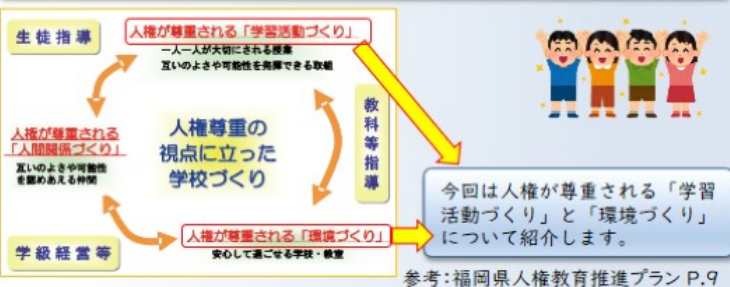 生徒指導
人権が尊重される「学習活動づくり」
一人一人が大切にされる授業
互いのよさや可能性を発揮できる取組
人権が尊重される
「人間関係づくり」
互いのよさや可能性
を認めあえる仲間
人権尊重の
視点に立った
学校づくり
教科等指導
学級経営等
人権が尊重される「環境づくり」
安心して過ごせる学校・教室
今回は人権が尊重される「学習
活動づくり」と「環境づくり」
について紹介します。
参考:福岡県人権教育推進プラン P.9